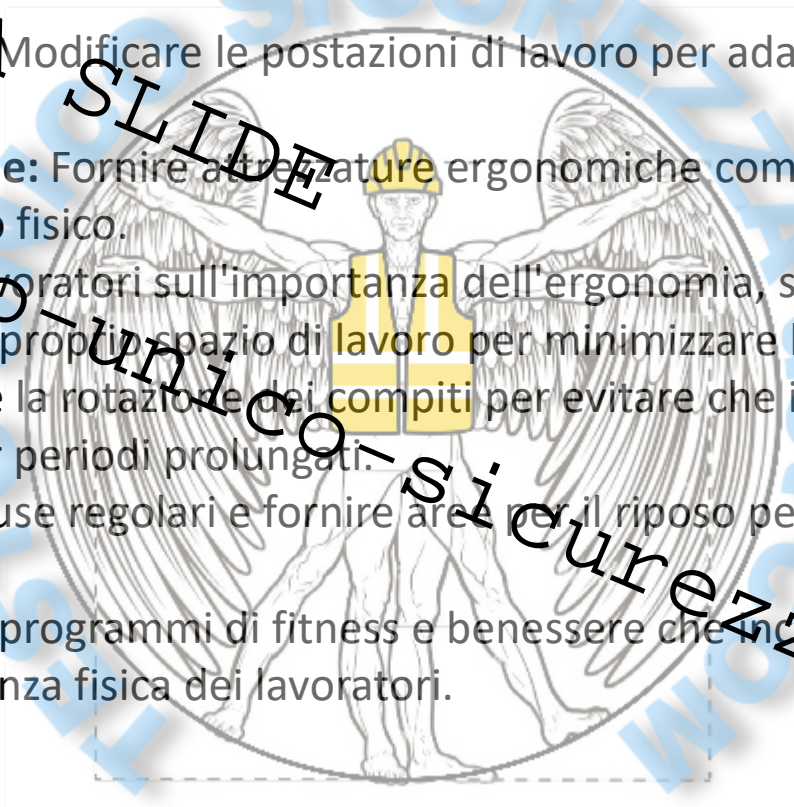 Modificare le postazioni di lavoro per ada
SLIDE
e: Fornire attrezzature ergonomiche com
fisico.
voratori sull'importanza dell'ergonomia, s
proprio spazio di lavoro per minimizzare
la rotazione dei compiti per evitare che i
periodi prolungati.
o-unico-sicurezz
use regolari e fornire aree per il riposo pe
programmi di fitness e benessere che inc
nza fisica dei lavoratori.